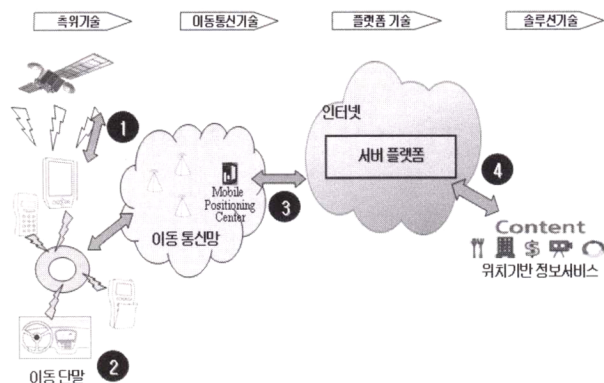 측위기술
이동통신기술
플랫폼 기술
솔루션기술
1
인터넷
서버 플랫폼
4
Mobile
Positioning
Center
3
이동 통신망
Content
$
위치기반 정보서비스
2
이동 단말